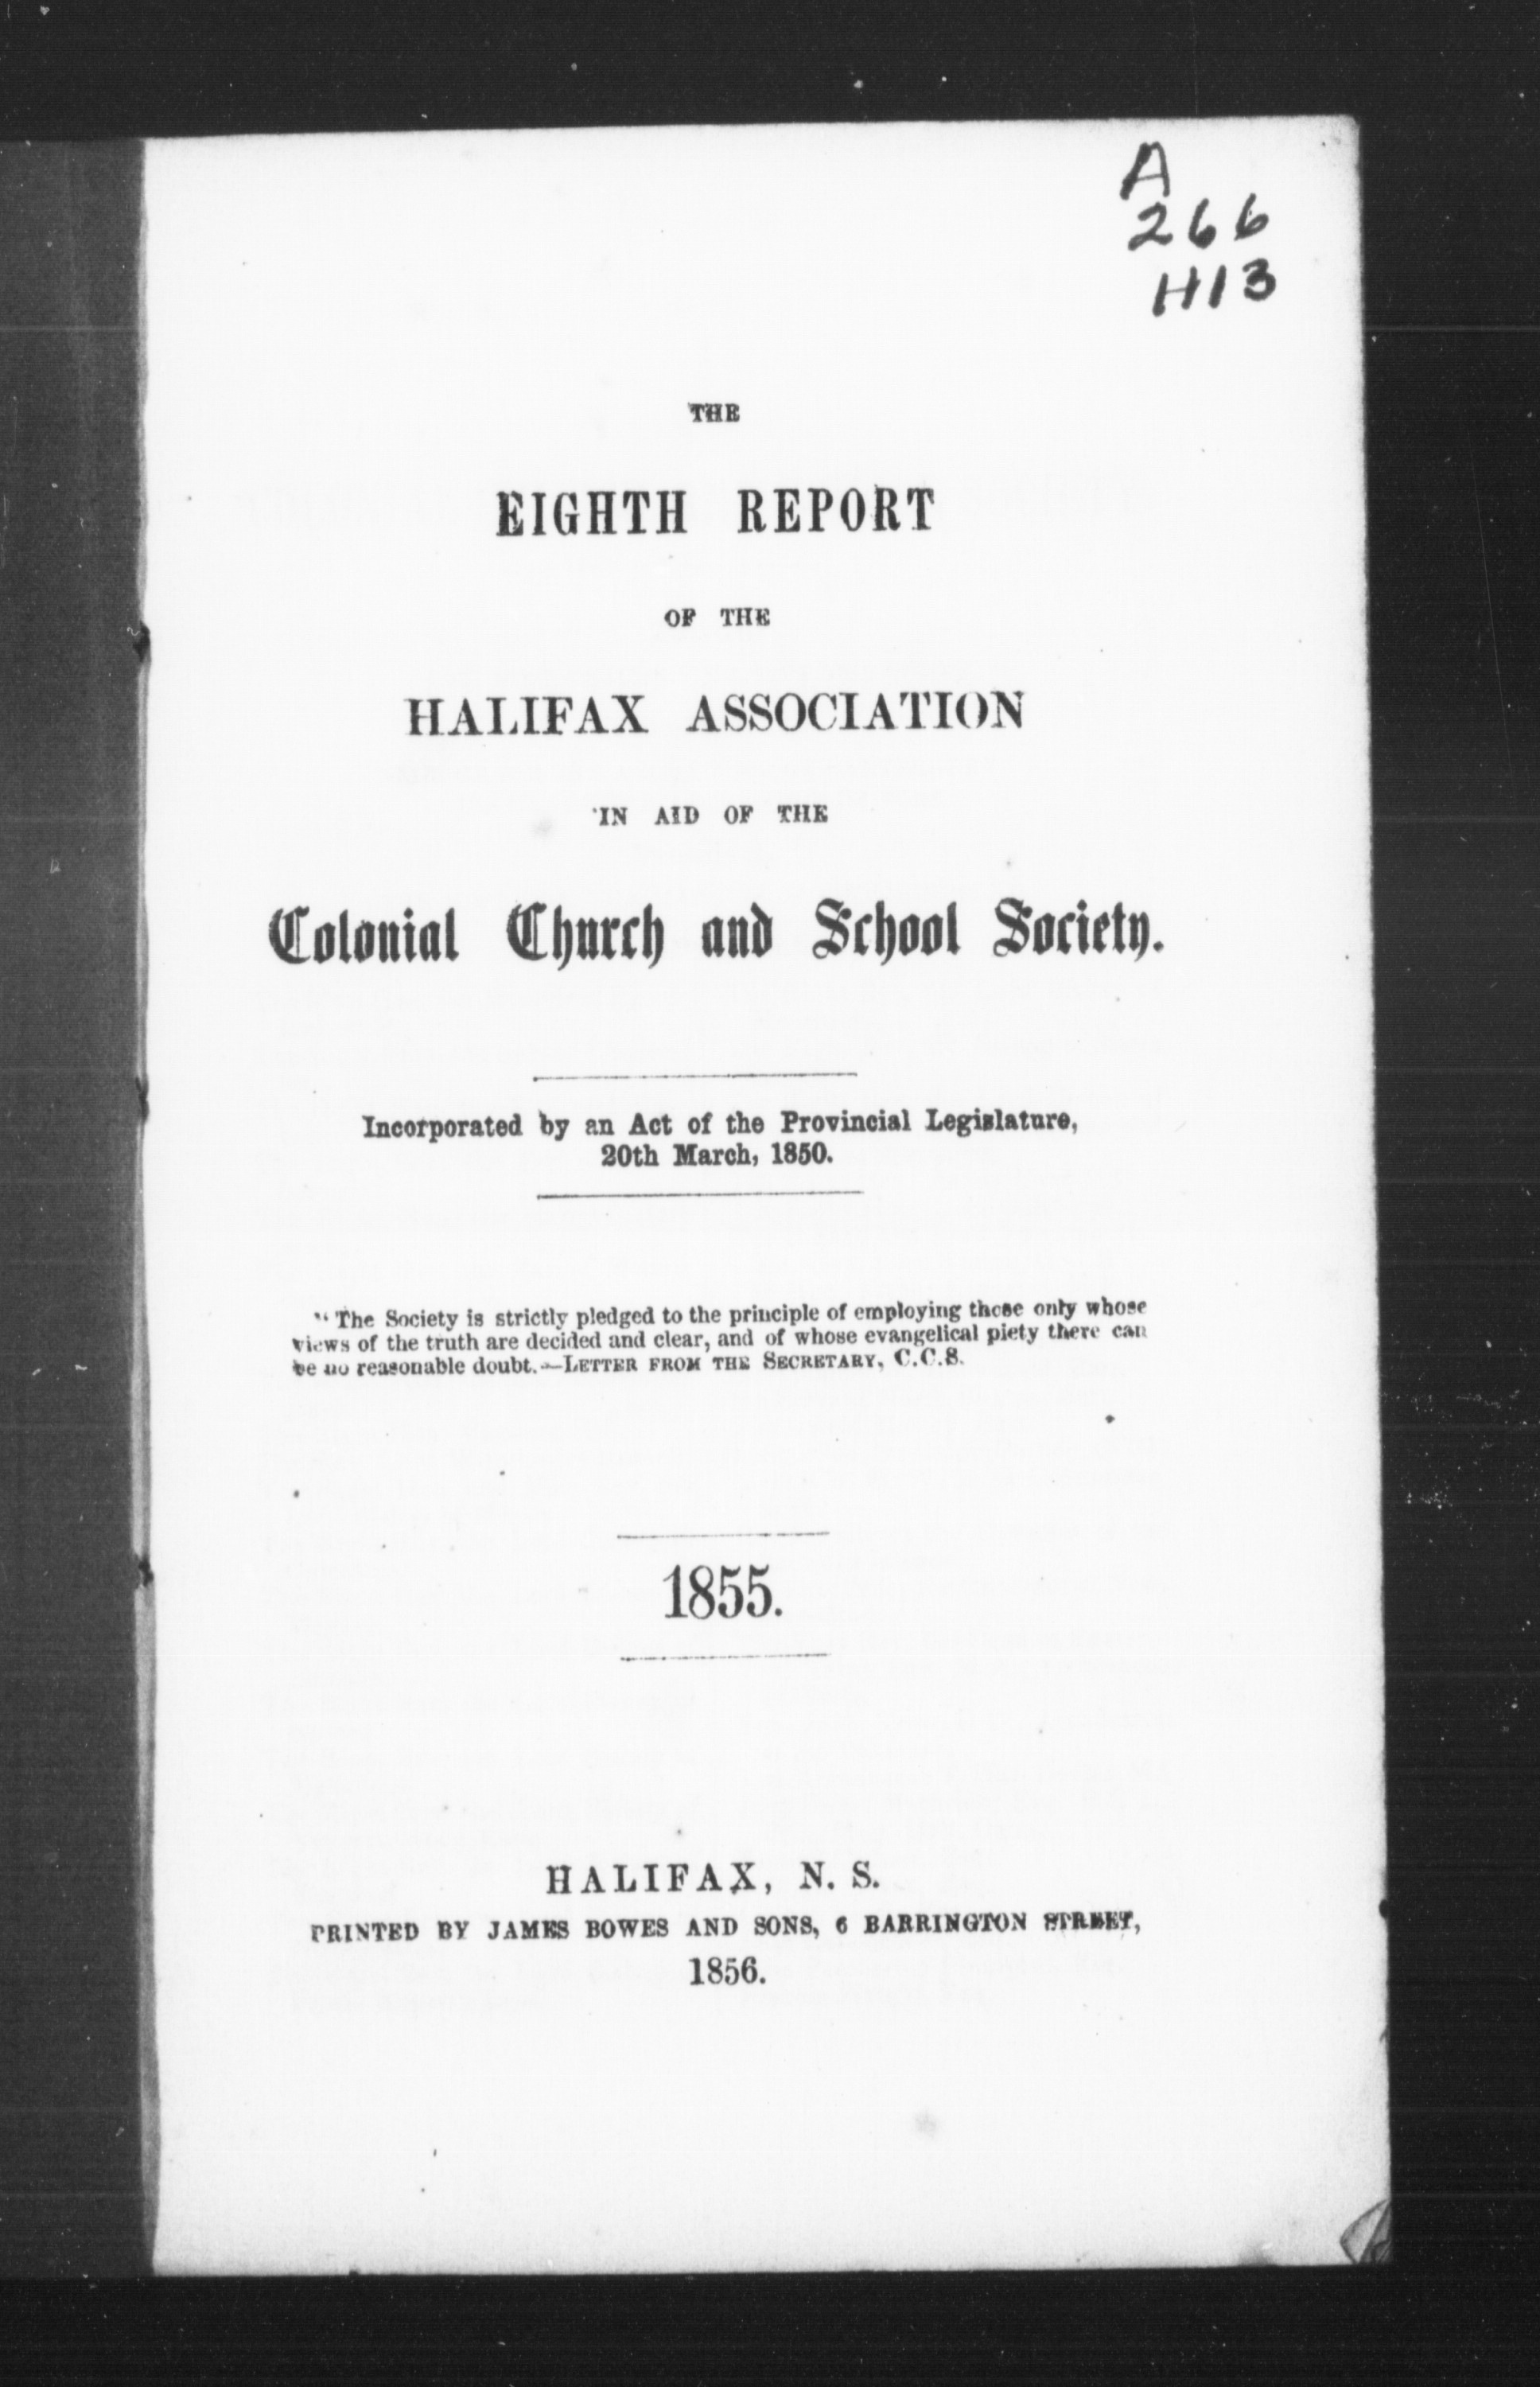 A
266
H13
THE
EIGHTH REPORT
OF THE
HALIFAX ASSOCIATION
IN AID OF THE
Colonial Church and School Society.
Incorporated by an Act of the Provincial Legislature,
20th March, 1850.
"The Society is strictly pledged to the principle of employing those only whose
views of the truth are decided and clear, and of whose evangelical piety there can
be no reasonable doubt.—LETTER FROM THE SECRETARY, C.C.S.
1855.
HALIFAX, N. S.
PRINTED BY JAMES BOWES AND SONS, 6 BARRINGTON STREET,
1856.